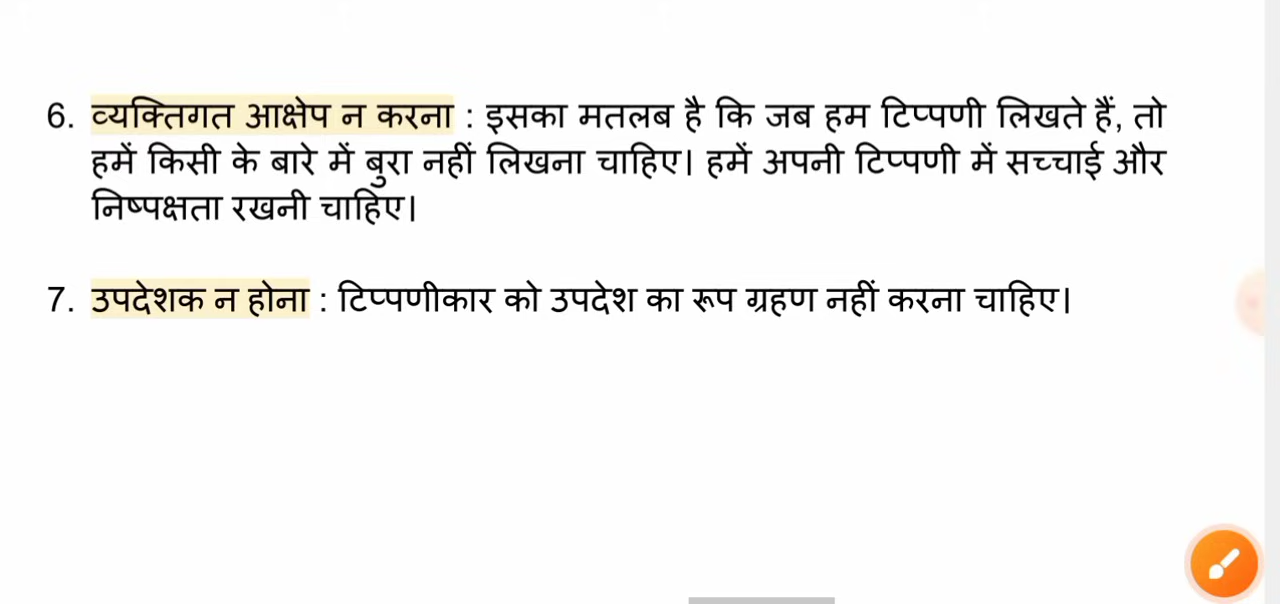 6. व्यक्तिगत आक्षेप न करना : इसका मतलब है कि जब हम टिप्पणी लिखते हैं, तो
हमें किसी के बारे में बुरा नहीं लिखना चाहिए। हमें अपनी टिप्पणी में सच्चाई और
निष्पक्षता रखनी चाहिए।
7. उपदेशक न होना : टिप्पणीकार को उपदेश का रूप ग्रहण नहीं करना चाहिए।